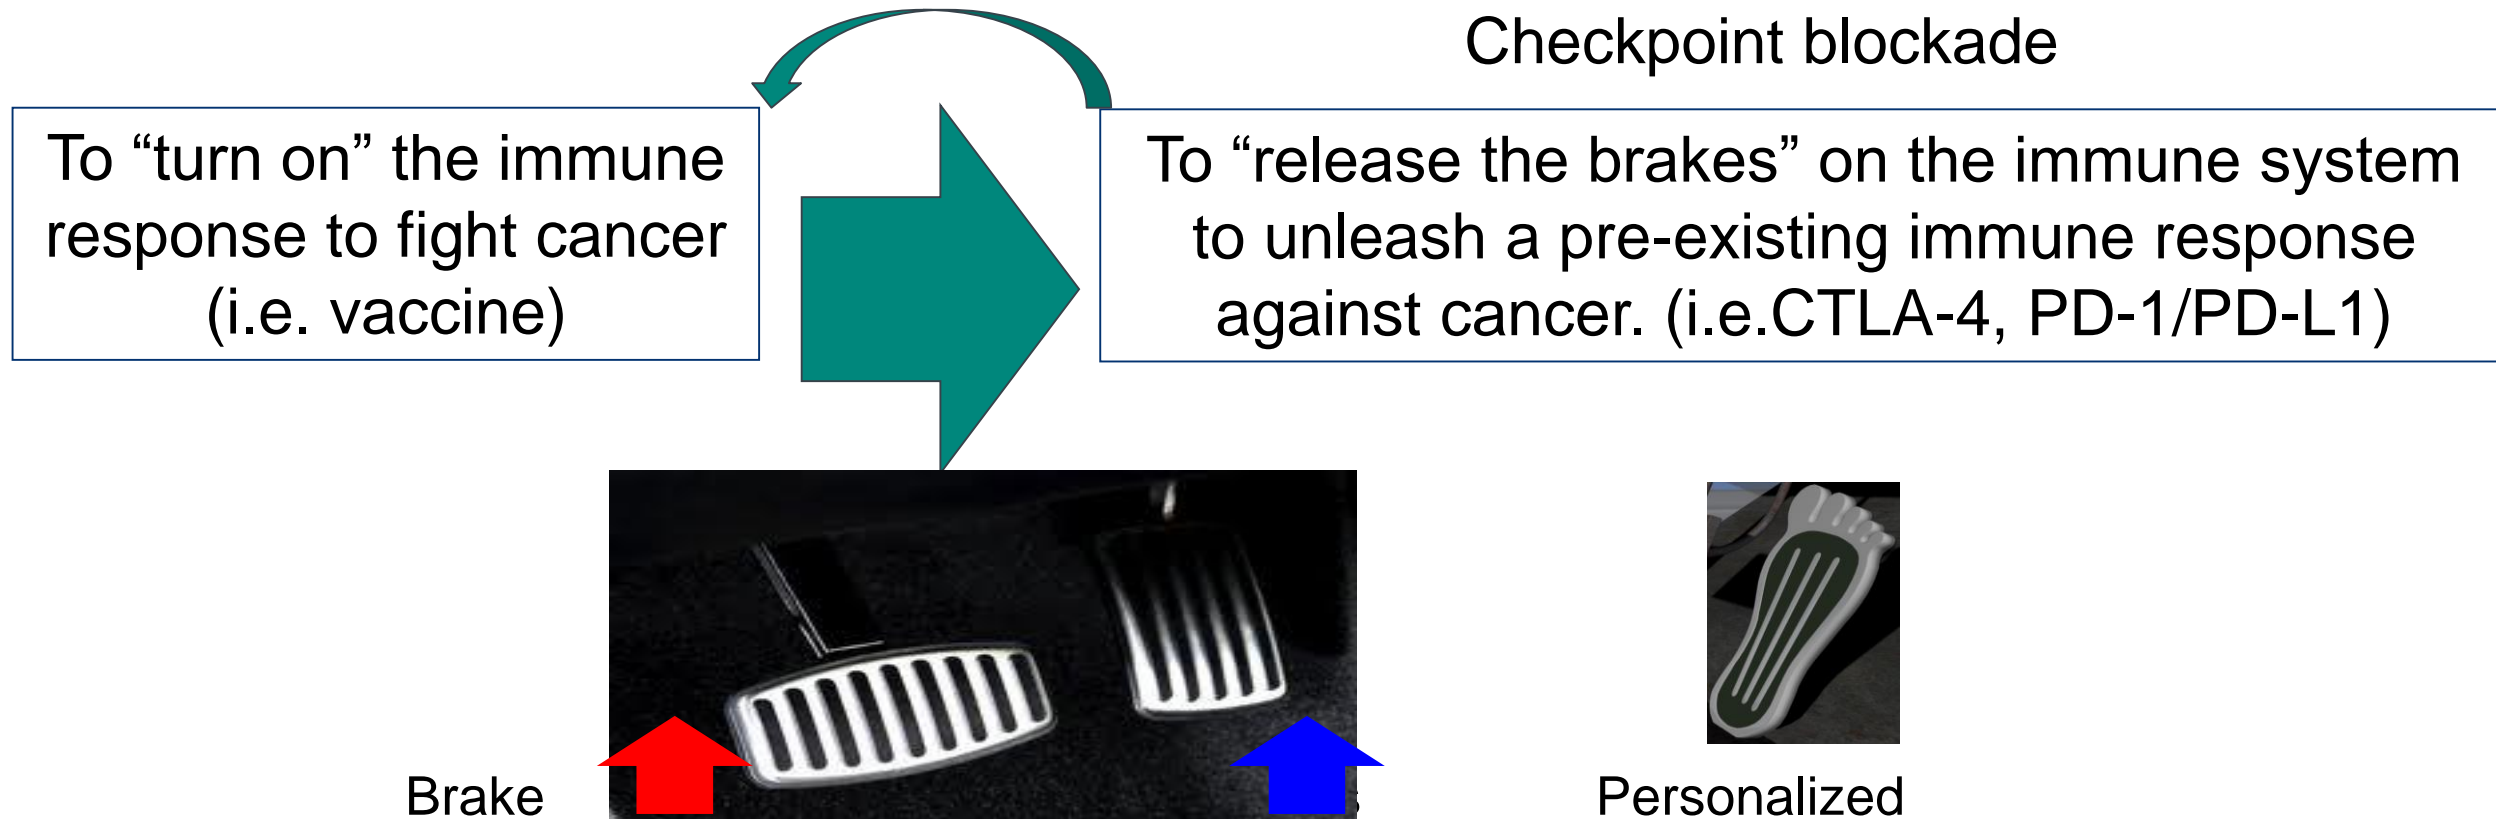 Checkpoint blockade
To “turn on” the immune
response to fight cancer
(i.e. vaccine)
To “release the brakes” on the immune system
to unleash a pre-existing immune response
against cancer. (i.e.CTLA-4, PD-1/PD-L1)
Brake
Personalized